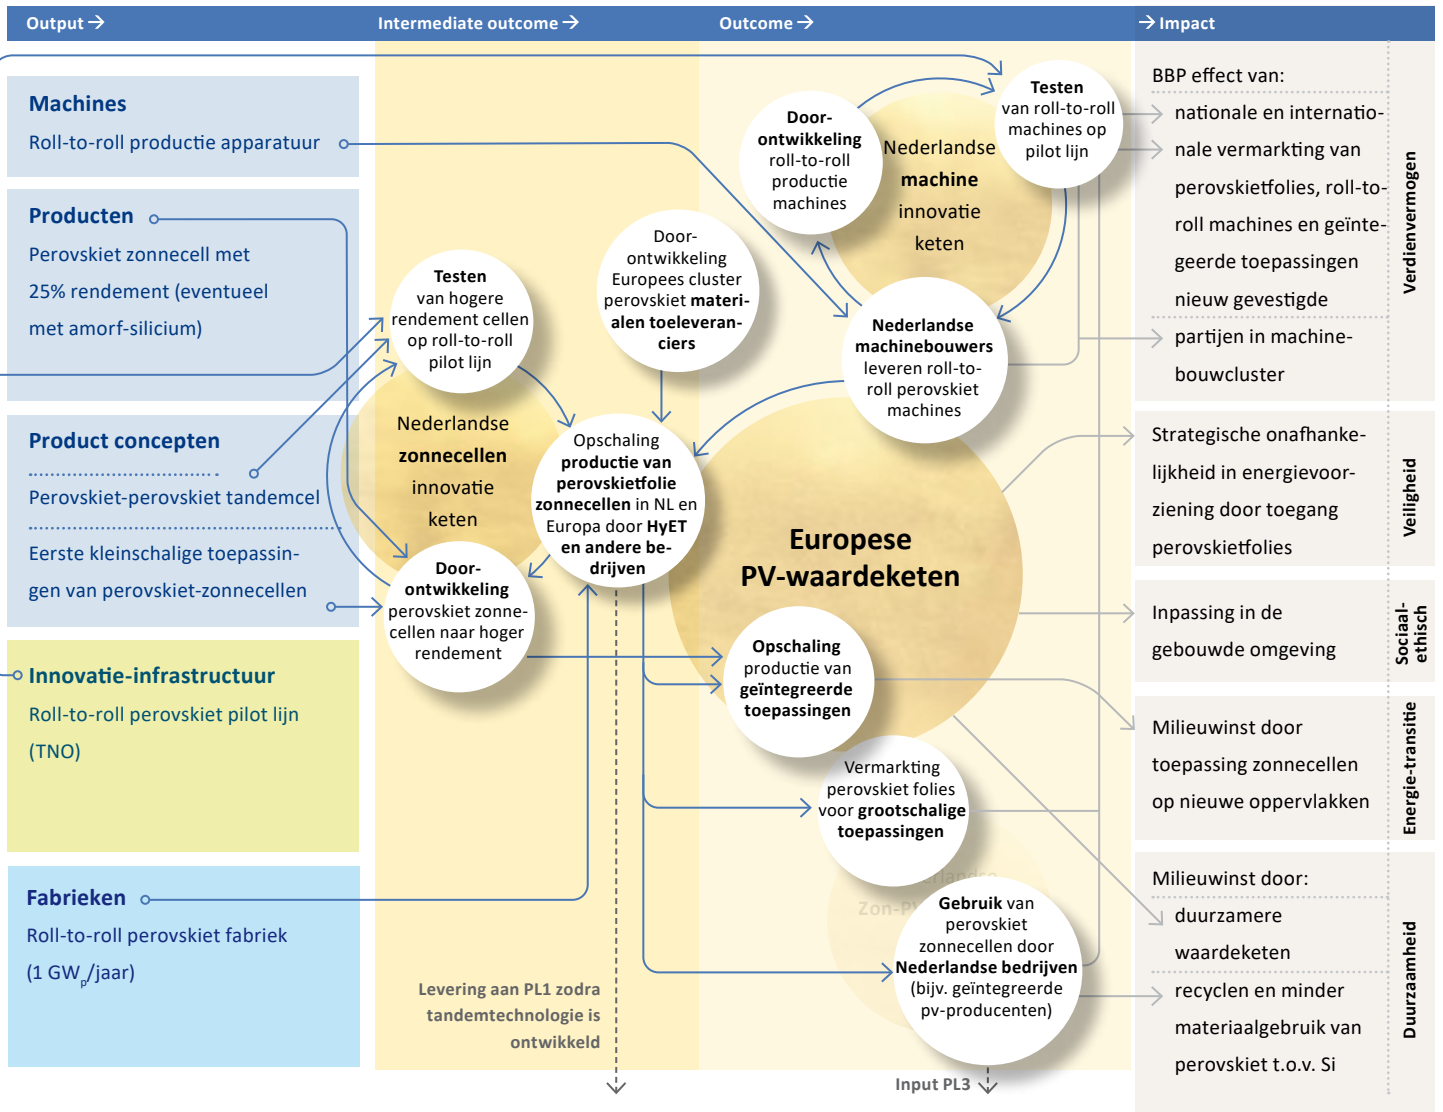 Output →
Intermediate outcome →
Outcome →
→ Impact
Machines
Roll-to-roll productie apparatuur
Producten
Perovskiet zonnecell met
25% rendement (eventueel
met amorf-silicium)
Product concepten
Perovskiet-perovskiet tandemcel
Eerste kleinschalige toepassin-
gen van perovskiet-zonnecellen
Innovatie-infrastructuur
Roll-to-roll perovskiet pilot lijn
(TNO)
Fabrieken
Roll-to-roll perovskiet fabriek
(1 GWp/jaar)
Testen
van hogere
rendement cellen
op roll-to-roll
pilot lijn
Nederlandse
zonnecellen
innovatie
keten
Door-
ontwikkeling
perovskiet zonne-
cellen naar hoger
rendement
Opschaling
productie van
perovskietfolie
zonnecellen in NL en
Europa door HyET
en andere be-
drijven
Door-
ontwikkeling
Europees cluster
perovskiet materi-
alen toeleveran-
ciers
Levering aan PL1 zodra
tandemtechnologie is
ontwikkeld
Door-
ontwikkeling
roll-to-roll
productie
machines
Nederlandse
machine
innovatie
keten
Testen
van roll-to-roll
machines op
pilot lijn
Nederlandse
machinebouwers
leveren roll-to-
roll perovskiet
machines
Europese
PV-waardeketen
Opschaling
productie van
geïntegreerde
toepassingen
Vermarkting
perovskiet folies
voor grootschalige
toepassingen
Zon-P
Gebruik van
perovskiet
zonnecellen door
Nederlandse bedrijven
(bijv. geïntegreerde
pv-producenten)
Input PL3
BBP effect van:
nationale en internatio-
nale vermarkting van
perovskietfolies, roll-to-
roll machines en geïnte-
geerde toepassingen
nieuw gevestigde
partijen in machine-
bouwcluster
Verdienvermogen
Strategische onafhanke-
lijkheid in energievoor-
ziening door toegang
perovskietfolies
Veiligheid
Inpassing in de
gebouwde omgeving
Sociaal-
ethisch
Milieuwinst door
toepassing zonnecellen
op nieuwe oppervlakken
Energie-transitie
Milieuwinst door:
duurzamere
waardeketen
recyclen en minder
materiaalgebruik van
perovskiet t.o.v. Si
Duurzaamheid